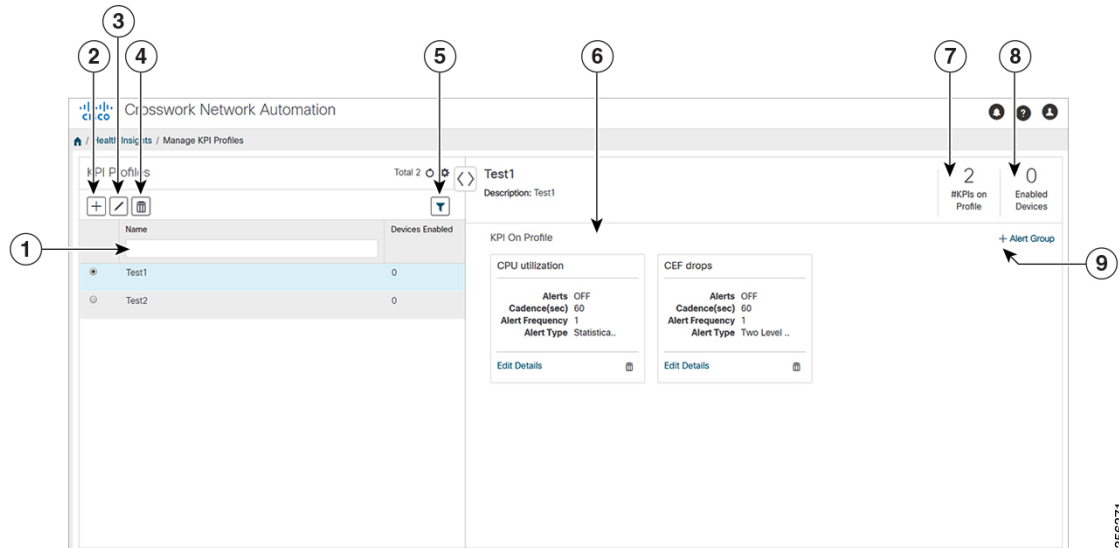 3
2 4 5 6 7 8
CISCO Crosswork Network Automation
/ Health Insights / Manage KPI Profiles
KPI Profiles Total 2
Test1
Description: Test1
2 #KPIs on Profile
0 Enabled Devices
Name Devices Enabled
1
Test1 0
Test2 0
KPI On Profile
+ Alert Group
9
CPU utilization
Alerts OFF
Cadence(sec) 60
Alert Frequency 1
Alert Type Statistica..
Edit Details
CEF drops
Alerts OFF
Cadence(sec) 60
Alert Frequency 1
Alert Type Two Level ..
Edit Details